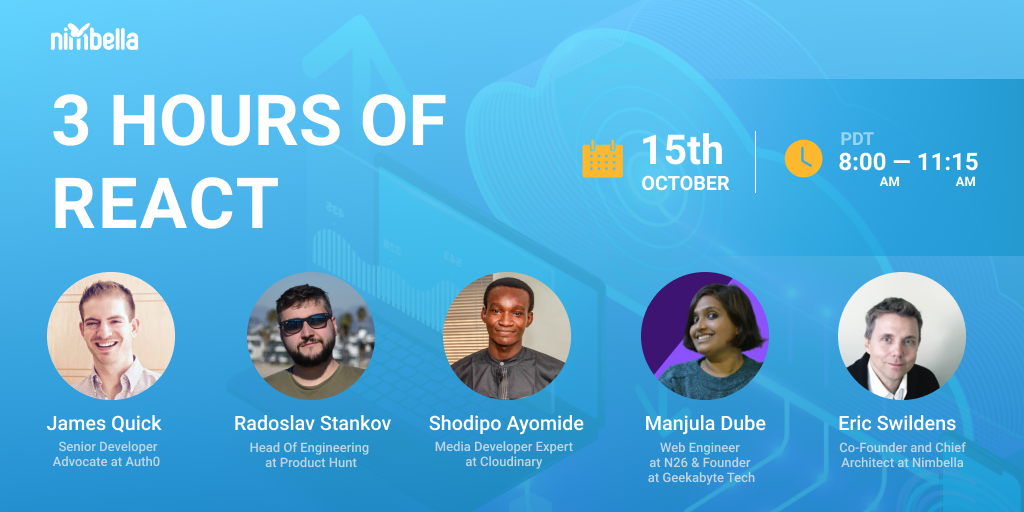 nimbella
3 HOURS OF
REACT
15th
OCTOBER
PDT
8:00 — 11:15
AM AM
James Quick
Senior Developer
Advocate at Auth0
Radoslav Stankov
Head Of Engineering
at Product Hunt
Shodipo Ayomide
Media Developer Expert
at Cloudinary
Manjula Dube
Web Engineer
at N26 & Founder
at Geekabyte Tech
Eric Swildens
Co-Founder and Chief
Architect at Nimbella